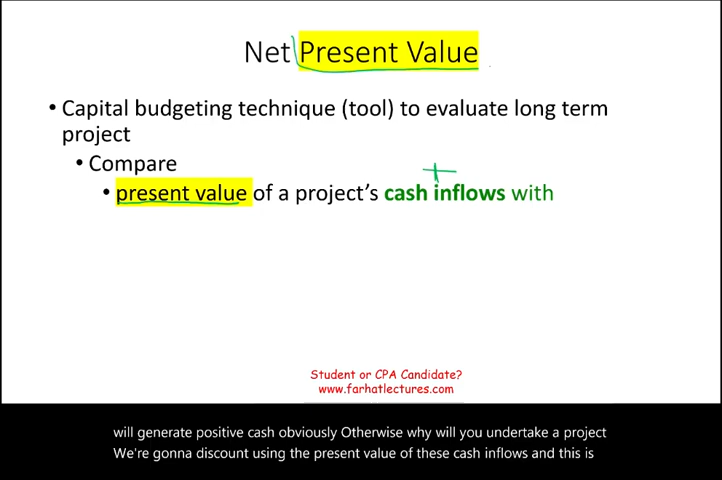 Net Present Value
• Capital budgeting technique (tool) to evaluate long term
project
• Compare
• present value of a project's cash inflows with
Student or CPA Candidate?
www.farhatlectures.com
will generate positive cash obviously Otherwise why will you undertake a project
We're gonna discount using the present value of these cash inflows and this is